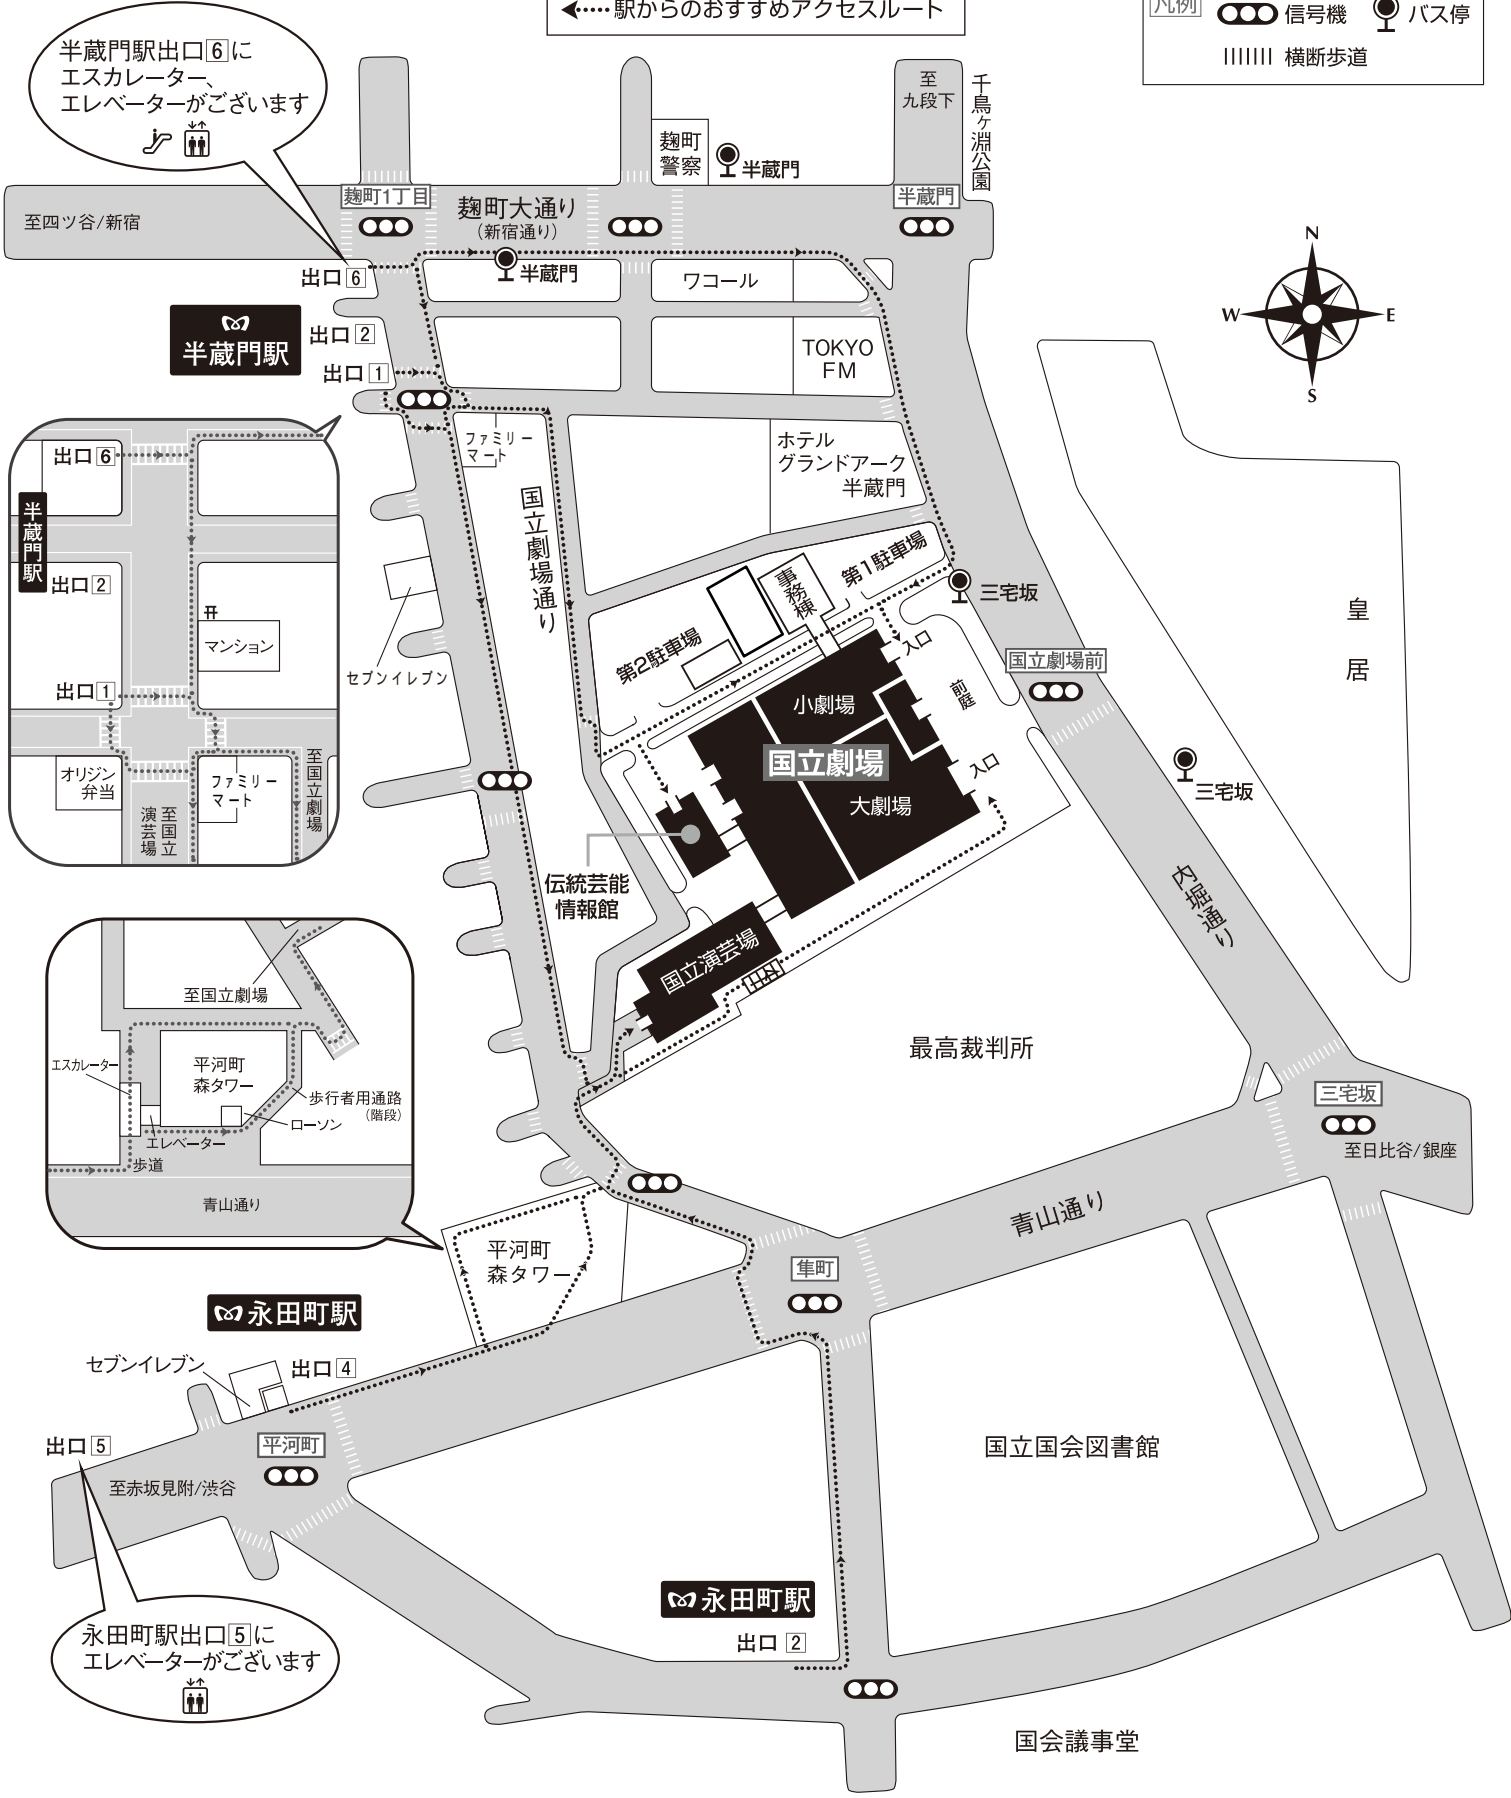 駅からのおすすめアクセスルート
凡例
信号機
バス停
横断歩道
半蔵門駅出口6に
エスカレーター、
エレベーターがございます
至
九段下
千鳥ヶ淵公園
麹町
警察
半蔵門
麹町1丁目
半蔵門
至四ツ谷/新宿
麹町大通り
(新宿通り)
出口6
半蔵門
ワコール
N
W
E
S
半蔵門駅
出口2
出口1
TOKYO
FM
ファミリー
マート
ホテル
グランドアーク
半蔵門
国立劇場通り
出口6
半蔵門駅
出口2
マンション
出口1
オリジン
弁当
ファミリー
マート
至国立
演芸場
至国立劇場
セブンイレブン
第1駐車場
事務棟
第2駐車場
三宅坂
皇居
入口
国立劇場前
前庭
小劇場
国立劇場
大劇場
入口
三宅坂
伝統芸能
情報館
内堀通り
国立演芸場
最高裁判所
至国立劇場
エスカレーター
平河町
森タワー
歩行者用通路
(階段)
ローソン
エレベーター
歩道
青山通り
三宅坂
至日比谷/銀座
青山通り
平河町
森タワー
隼町
永田町駅
セブンイレブン
出口4
出口5
平河町
至赤坂見附/渋谷
国立国会図書館
永田町駅
出口2
永田町駅出口5に
エレベーターがございます
国会議事堂